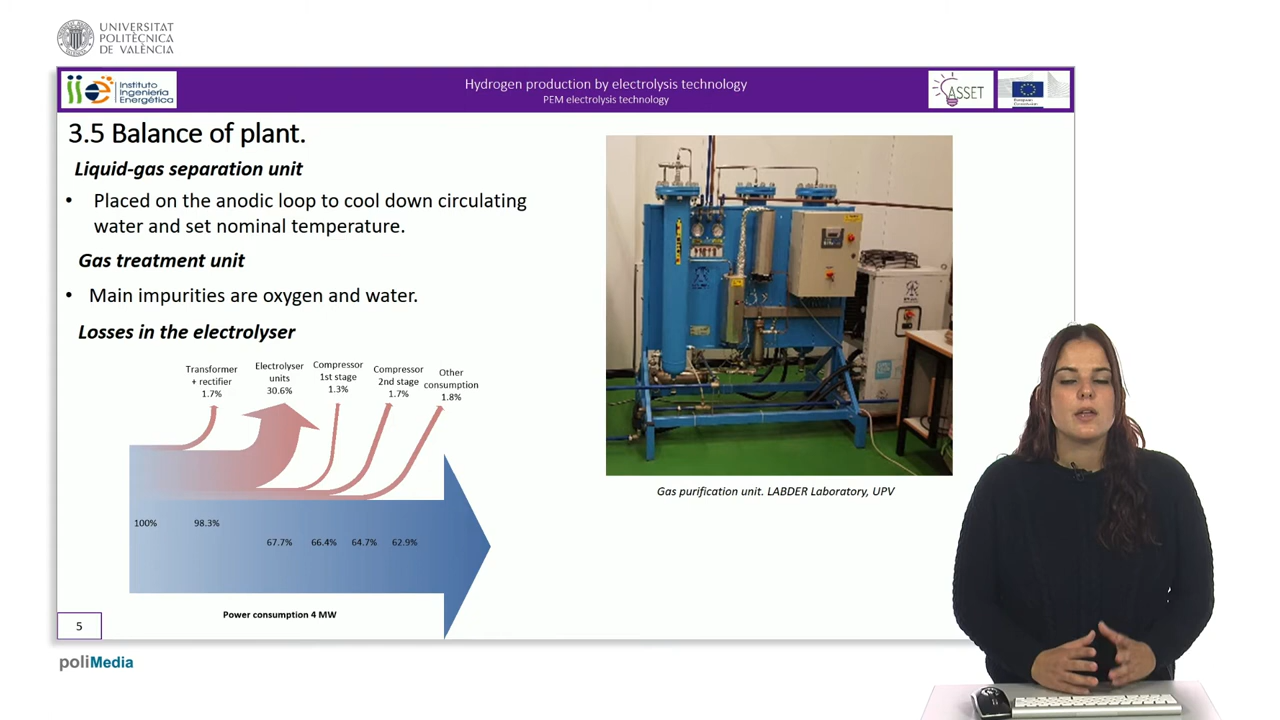 UNIVERSITAT
POLITÈCNICA
DE VALÈNCIA
iie Instituto
Ingeniería
Energética
Hydrogen production by electrolysis technology
PEM electrolysis technology
ASSET
European
Commission
3.5 Balance of plant.
Liquid-gas separation unit
• Placed on the anodic loop to cool down circulating
water and set nominal temperature.
Gas treatment unit
• Main impurities are oxygen and water.
Losses in the electrolyser
Transformer
+ rectifier
1.7%
Electrolyser
units
30.6%
Compressor
1st stage
1.3%
Compressor
2nd stage
1.7%
Other
consumption
1.8%
100%
98.3%
67.7%
66.4%
64.7%
62.9%
Power consumption 4 MW
Gas purification unit. LABDER Laboratory, UPV
5
poliMedia